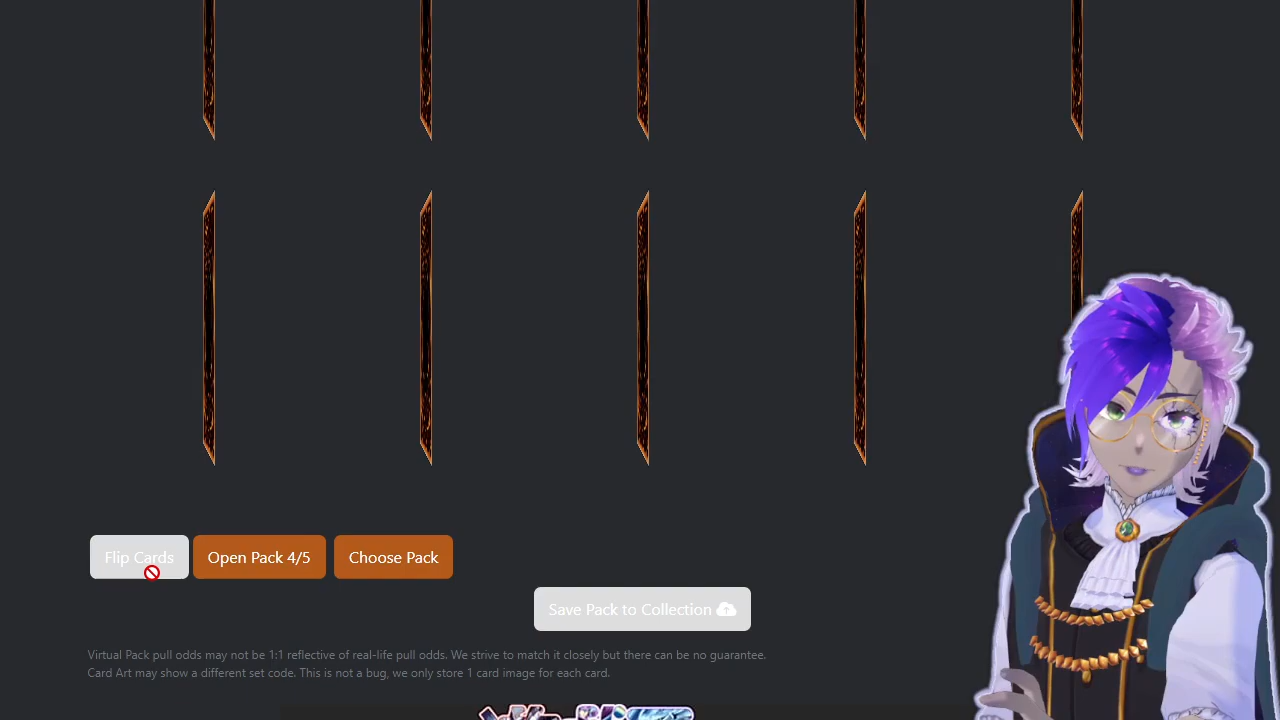 Flip Cards
Open Pack 4/5
Choose Pack
Save Pack to Collection
Virtual Pack pull odds may not be 1:1 reflective of real-life pull odds. We strive to match it closely but there can be no guarantee.
Card Art may show a different set code. This is not a bug, we only store 1 card image for each card.